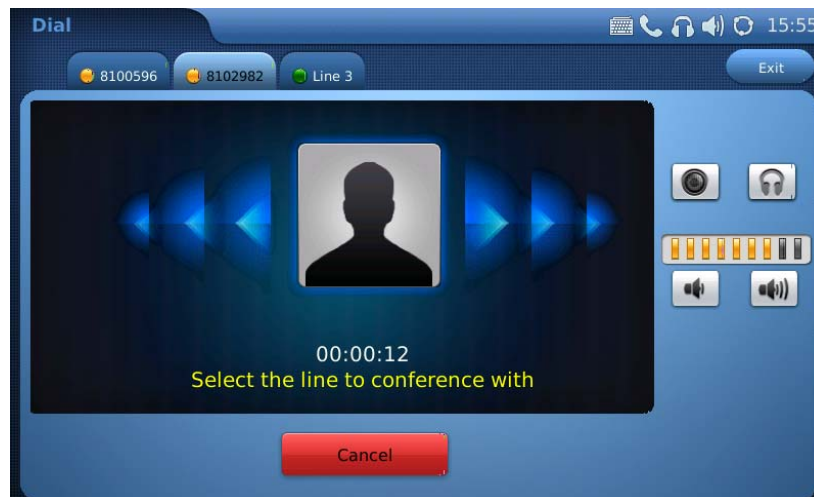 Dial
15:55
8100596
8102982
Line 3
Exit
00:00:12
Select the line to conference with
Cancel